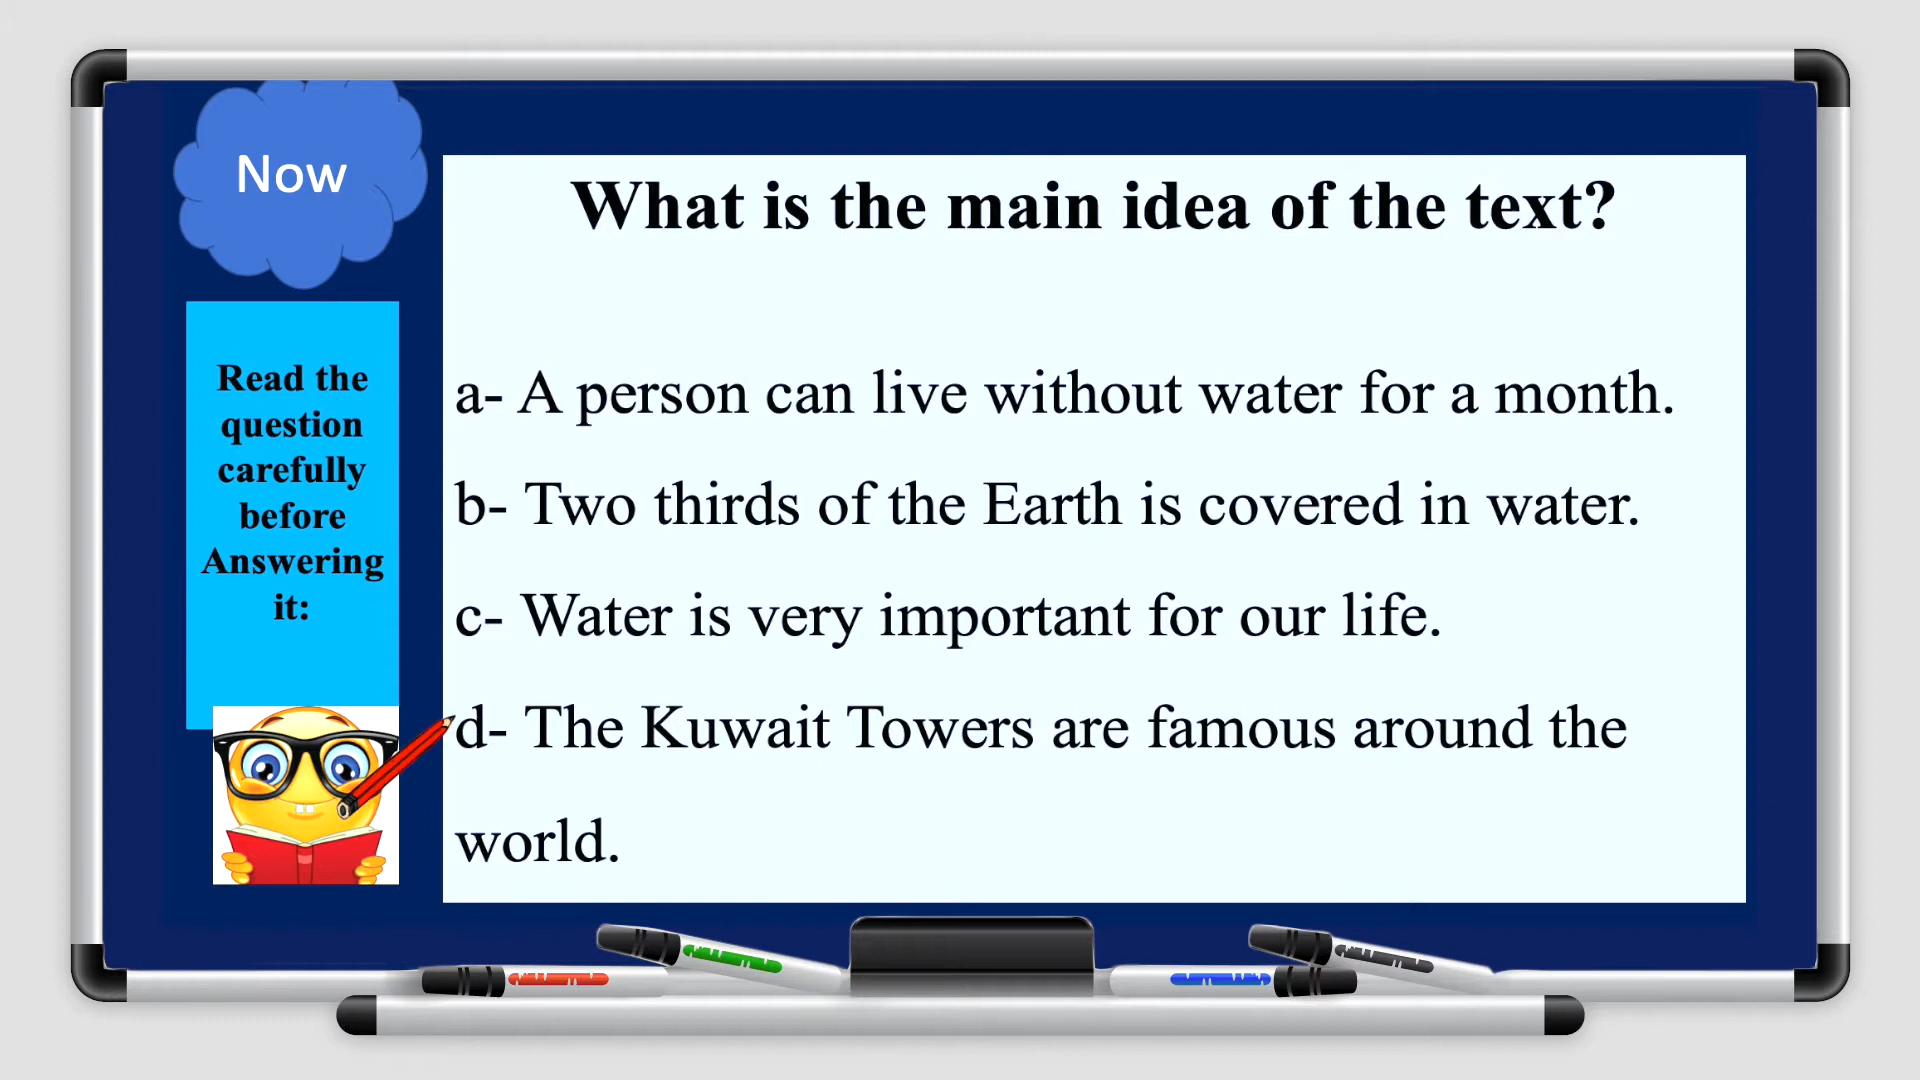 Now
What is the main idea of the text?
Read the
question
carefully
before
Answering
it:
a- A person can live without water for a month.
b- Two thirds of the Earth is covered in water.
c- Water is very important for our life.
d- The Kuwait Towers are famous around the
world.